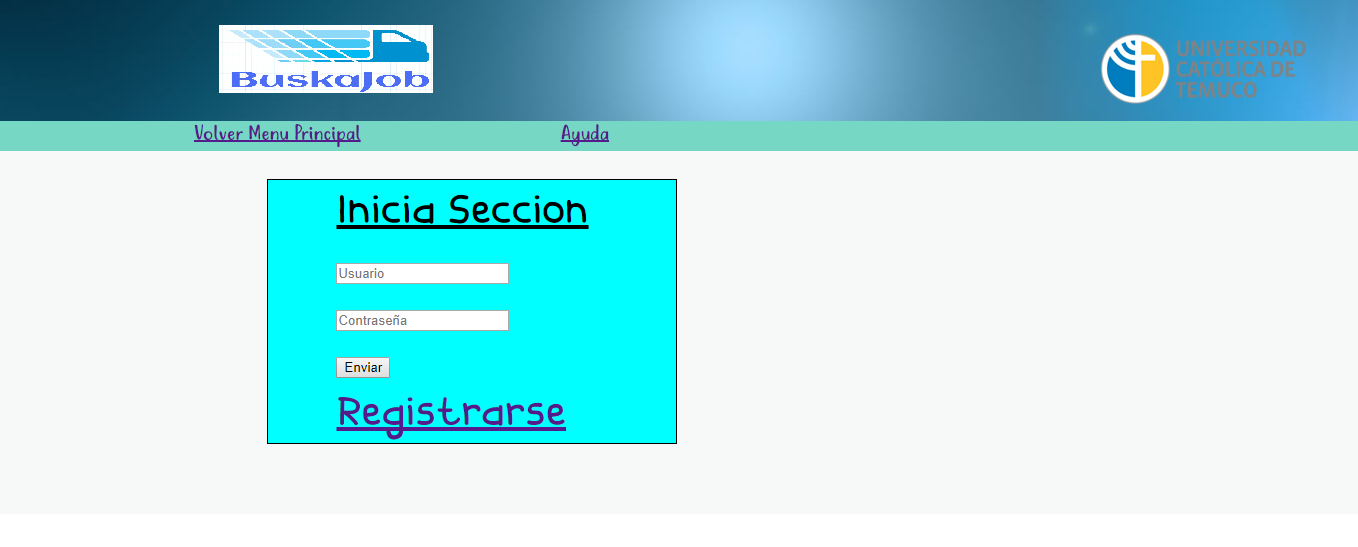 BuskaJob
UNIVERSIDAD
CATÓLICA DE
TEMUCO
Volver Menu Principal
Ayuda
Inicia Seccion
Usuario
Contraseña
Enviar
Registrarse